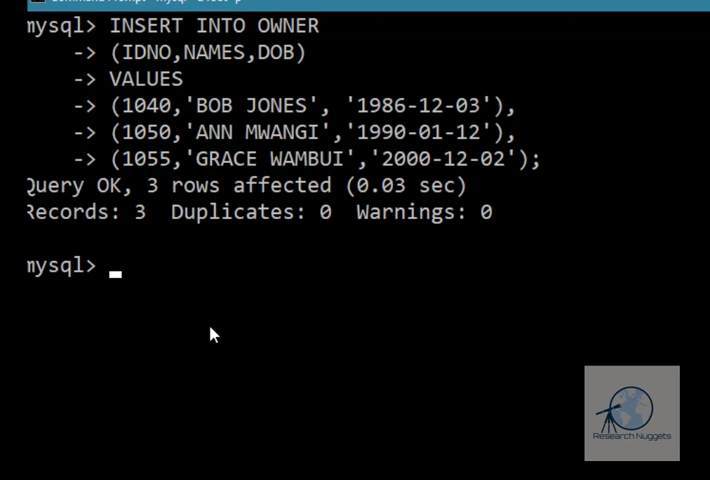 mysql> INSERT INTO OWNER
-> (IDNO,NAMES,DOB)
-> VALUES
-> (1040,'BOB JONES', '1986-12-03'),
-> (1050,'ANN MWANGI','1990-01-12'),
-> (1055,'GRACE WAMBUI','2000-12-02');
Query OK, 3 rows affected (0.03 sec)
Records: 3  Duplicates: 0  Warnings: 0
mysql>
Research Nuggets